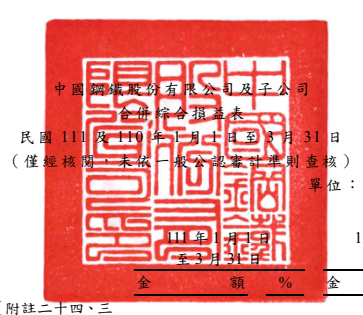 中國鋼鐵股份有限公司及子公司
合併綜合損益表
民國 111 及 110 年 1 月 1 日至 3 月 31 日
（僅經核閱，未依一般公認審計準則查核）
單位：
111 年 1 月 1 日 1
至 3 月 31 日
金 額 % 金
附註二十四、三